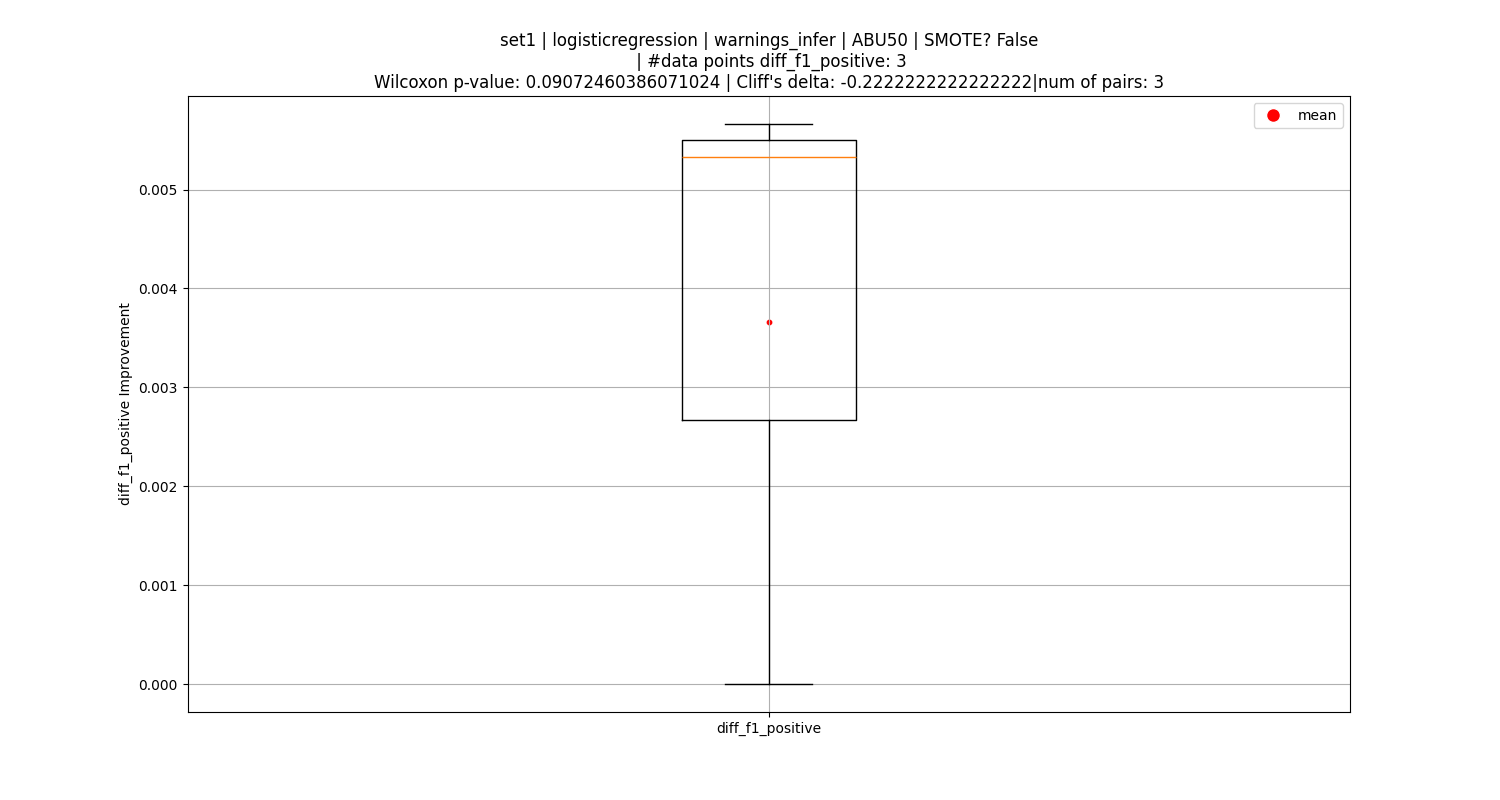 set1 | logisticregression | warnings_infer | ABU50 | SMOTE? False
| #data points diff_f1_positive: 3
Wilcoxon p-value: 0.09072460386071024 | Cliff's delta: -0.2222222222222222|num of pairs: 3
mean
0.005
0.004
0.003
0.002
0.001
0.000
diff_f1_positive Improvement
diff_f1_positive